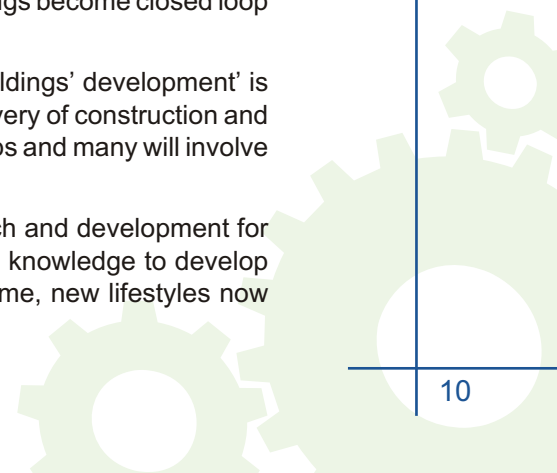 gs become closed loop
ldings' development' is
very of construction and
os and many will involve
ch and development for
knowledge to develop
me, new lifestyles now
10